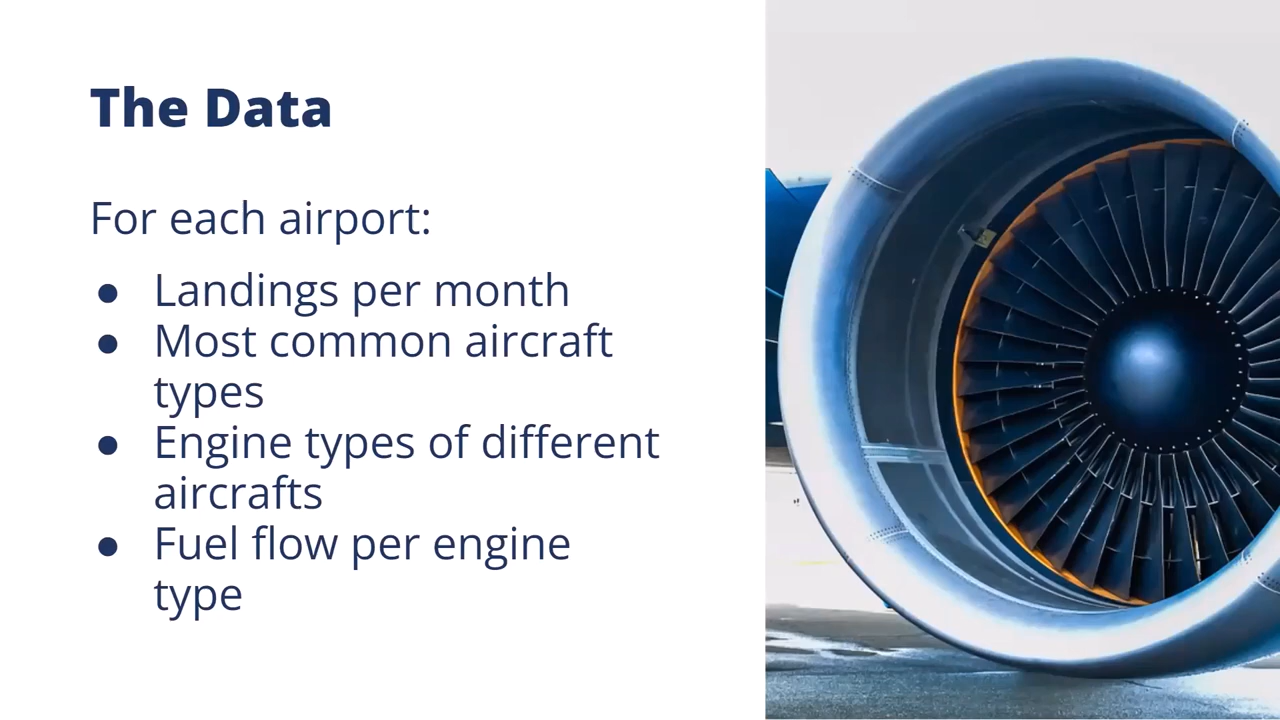 The Data
For each airport:
● Landings per month
● Most common aircraft
types
● Engine types of different
aircrafts
● Fuel flow per engine
type